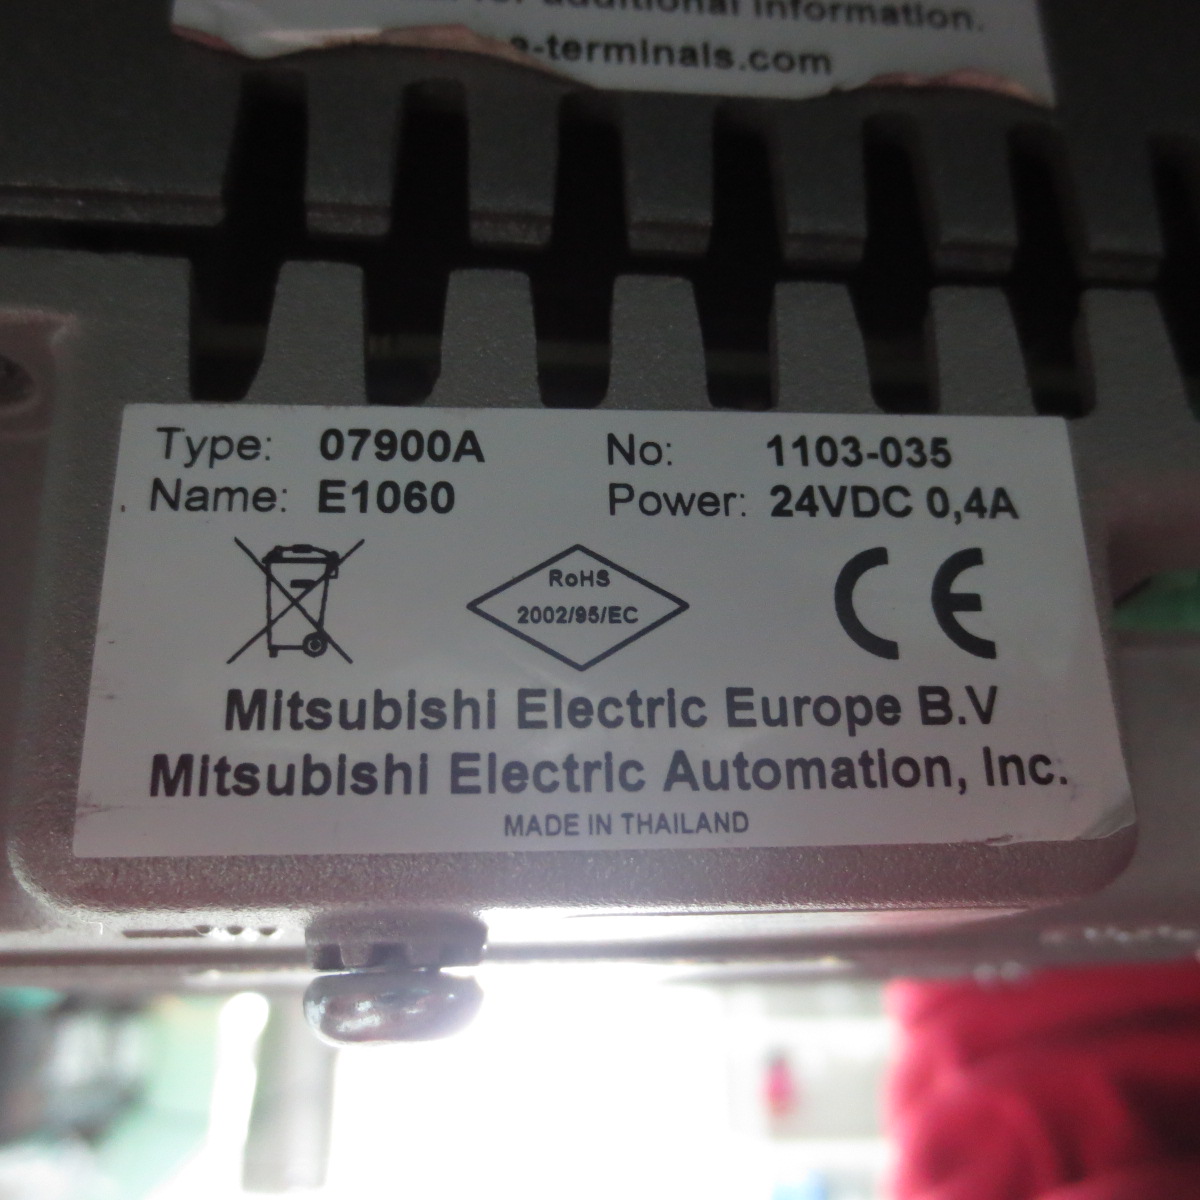 for additional information.
e-terminals.com
Type: 07900A No: 1103-035
Name: E1060 Power: 24VDC 0,4A
RoHS
2002/95/EC
CE
Mitsubishi Electric Europe B.V
Mitsubishi Electric Automation, Inc.
MADE IN THAILAND